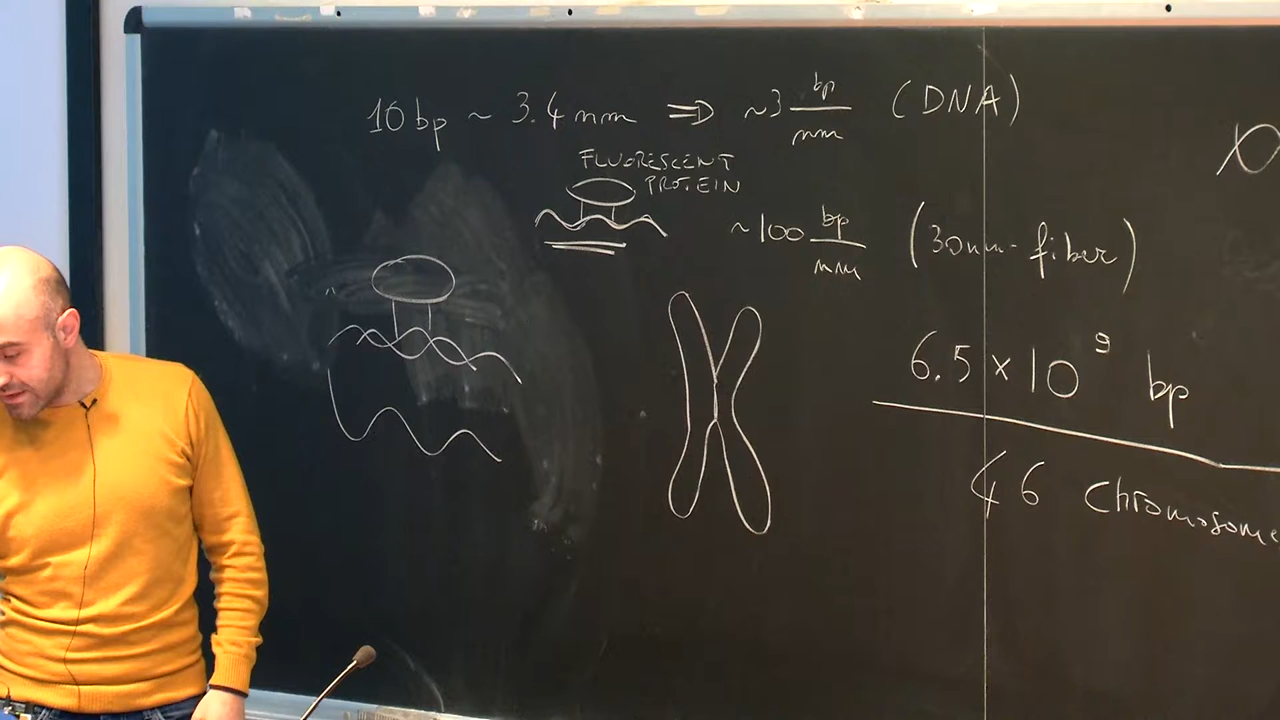 10 bp ~ 3.4 nm ⇒ ~3 bp/nm (DNA)
FLUORESCENT
PROTEIN
~100 bp/nm (30nm-fiber)
6.5 × 10⁹ bp
46 Chromosome